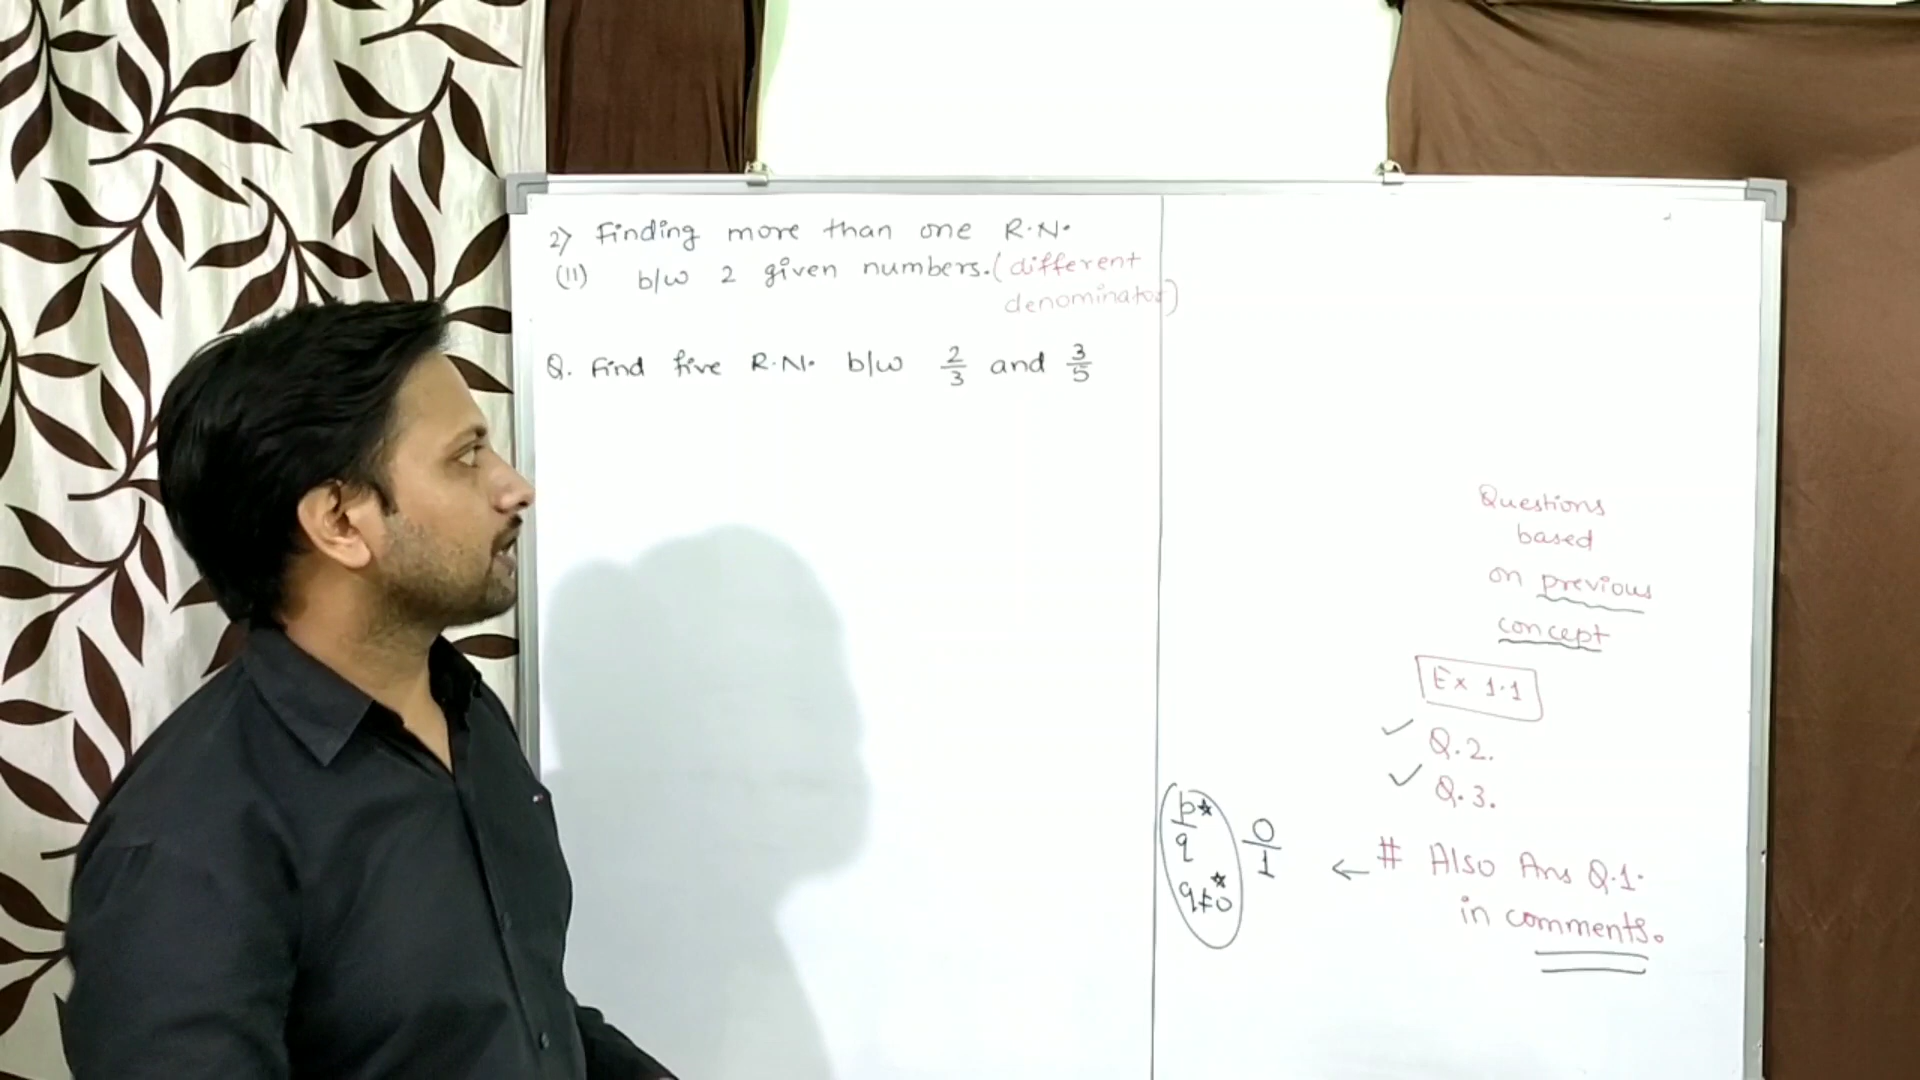 2) Finding more than one R.N.
(II) b/w 2 given numbers. (different
denominator)
Q. Find five R.N. b/w 2/3 and 3/5
Questions
based
on previous
concept
Ex 1.1
✓ Q.2.
✓ Q.3.
p*/q 0/1
q≠0*
← # Also Ans Q.1.
in comments.